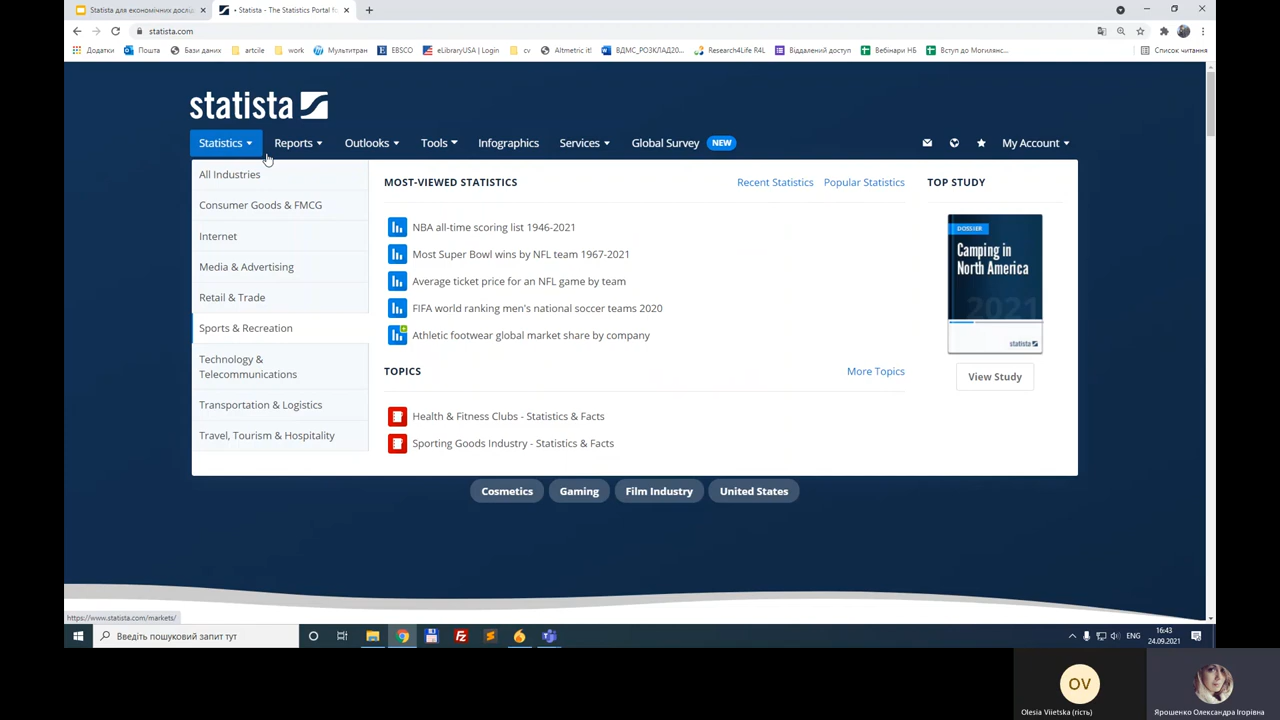 Statista для економічних дослід
• Statista - The Statistics Portal fo
statista.com
Додатки
Пошта
Бази даних
artcile
work
Мультитран
EBSCO
eLibraryUSA | Login
cv
Altmetric it!
ВДМС_РОЗКЛАД20...
Research4Life R4L
Віддалений доступ
Вебінари НБ
Вступ до Могилянс...
Список читання
statista
Statistics
Reports
Outlooks
Tools
Infographics
Services
Global Survey
NEW
My Account
All Industries
Consumer Goods & FMCG
Internet
Media & Advertising
Retail & Trade
Sports & Recreation
Technology &
Telecommunications
Transportation & Logistics
Travel, Tourism & Hospitality
MOST-VIEWED STATISTICS
Recent Statistics
Popular Statistics
NBA all-time scoring list 1946-2021
Most Super Bowl wins by NFL team 1967-2021
Average ticket price for an NFL game by team
FIFA world ranking men's national soccer teams 2020
Athletic footwear global market share by company
TOPICS
More Topics
Health & Fitness Clubs - Statistics & Facts
Sporting Goods Industry - Statistics & Facts
TOP STUDY
DOSSIER
Camping in
North America
2021
statista
View Study
Cosmetics
Gaming
Film Industry
United States
https://www.statista.com/markets/
Введіть пошуковий запит тут
ENG
16:43
24.09.2021
OV
Olesia Viietska (гість)
Ярошенко Олександра Ігорівна